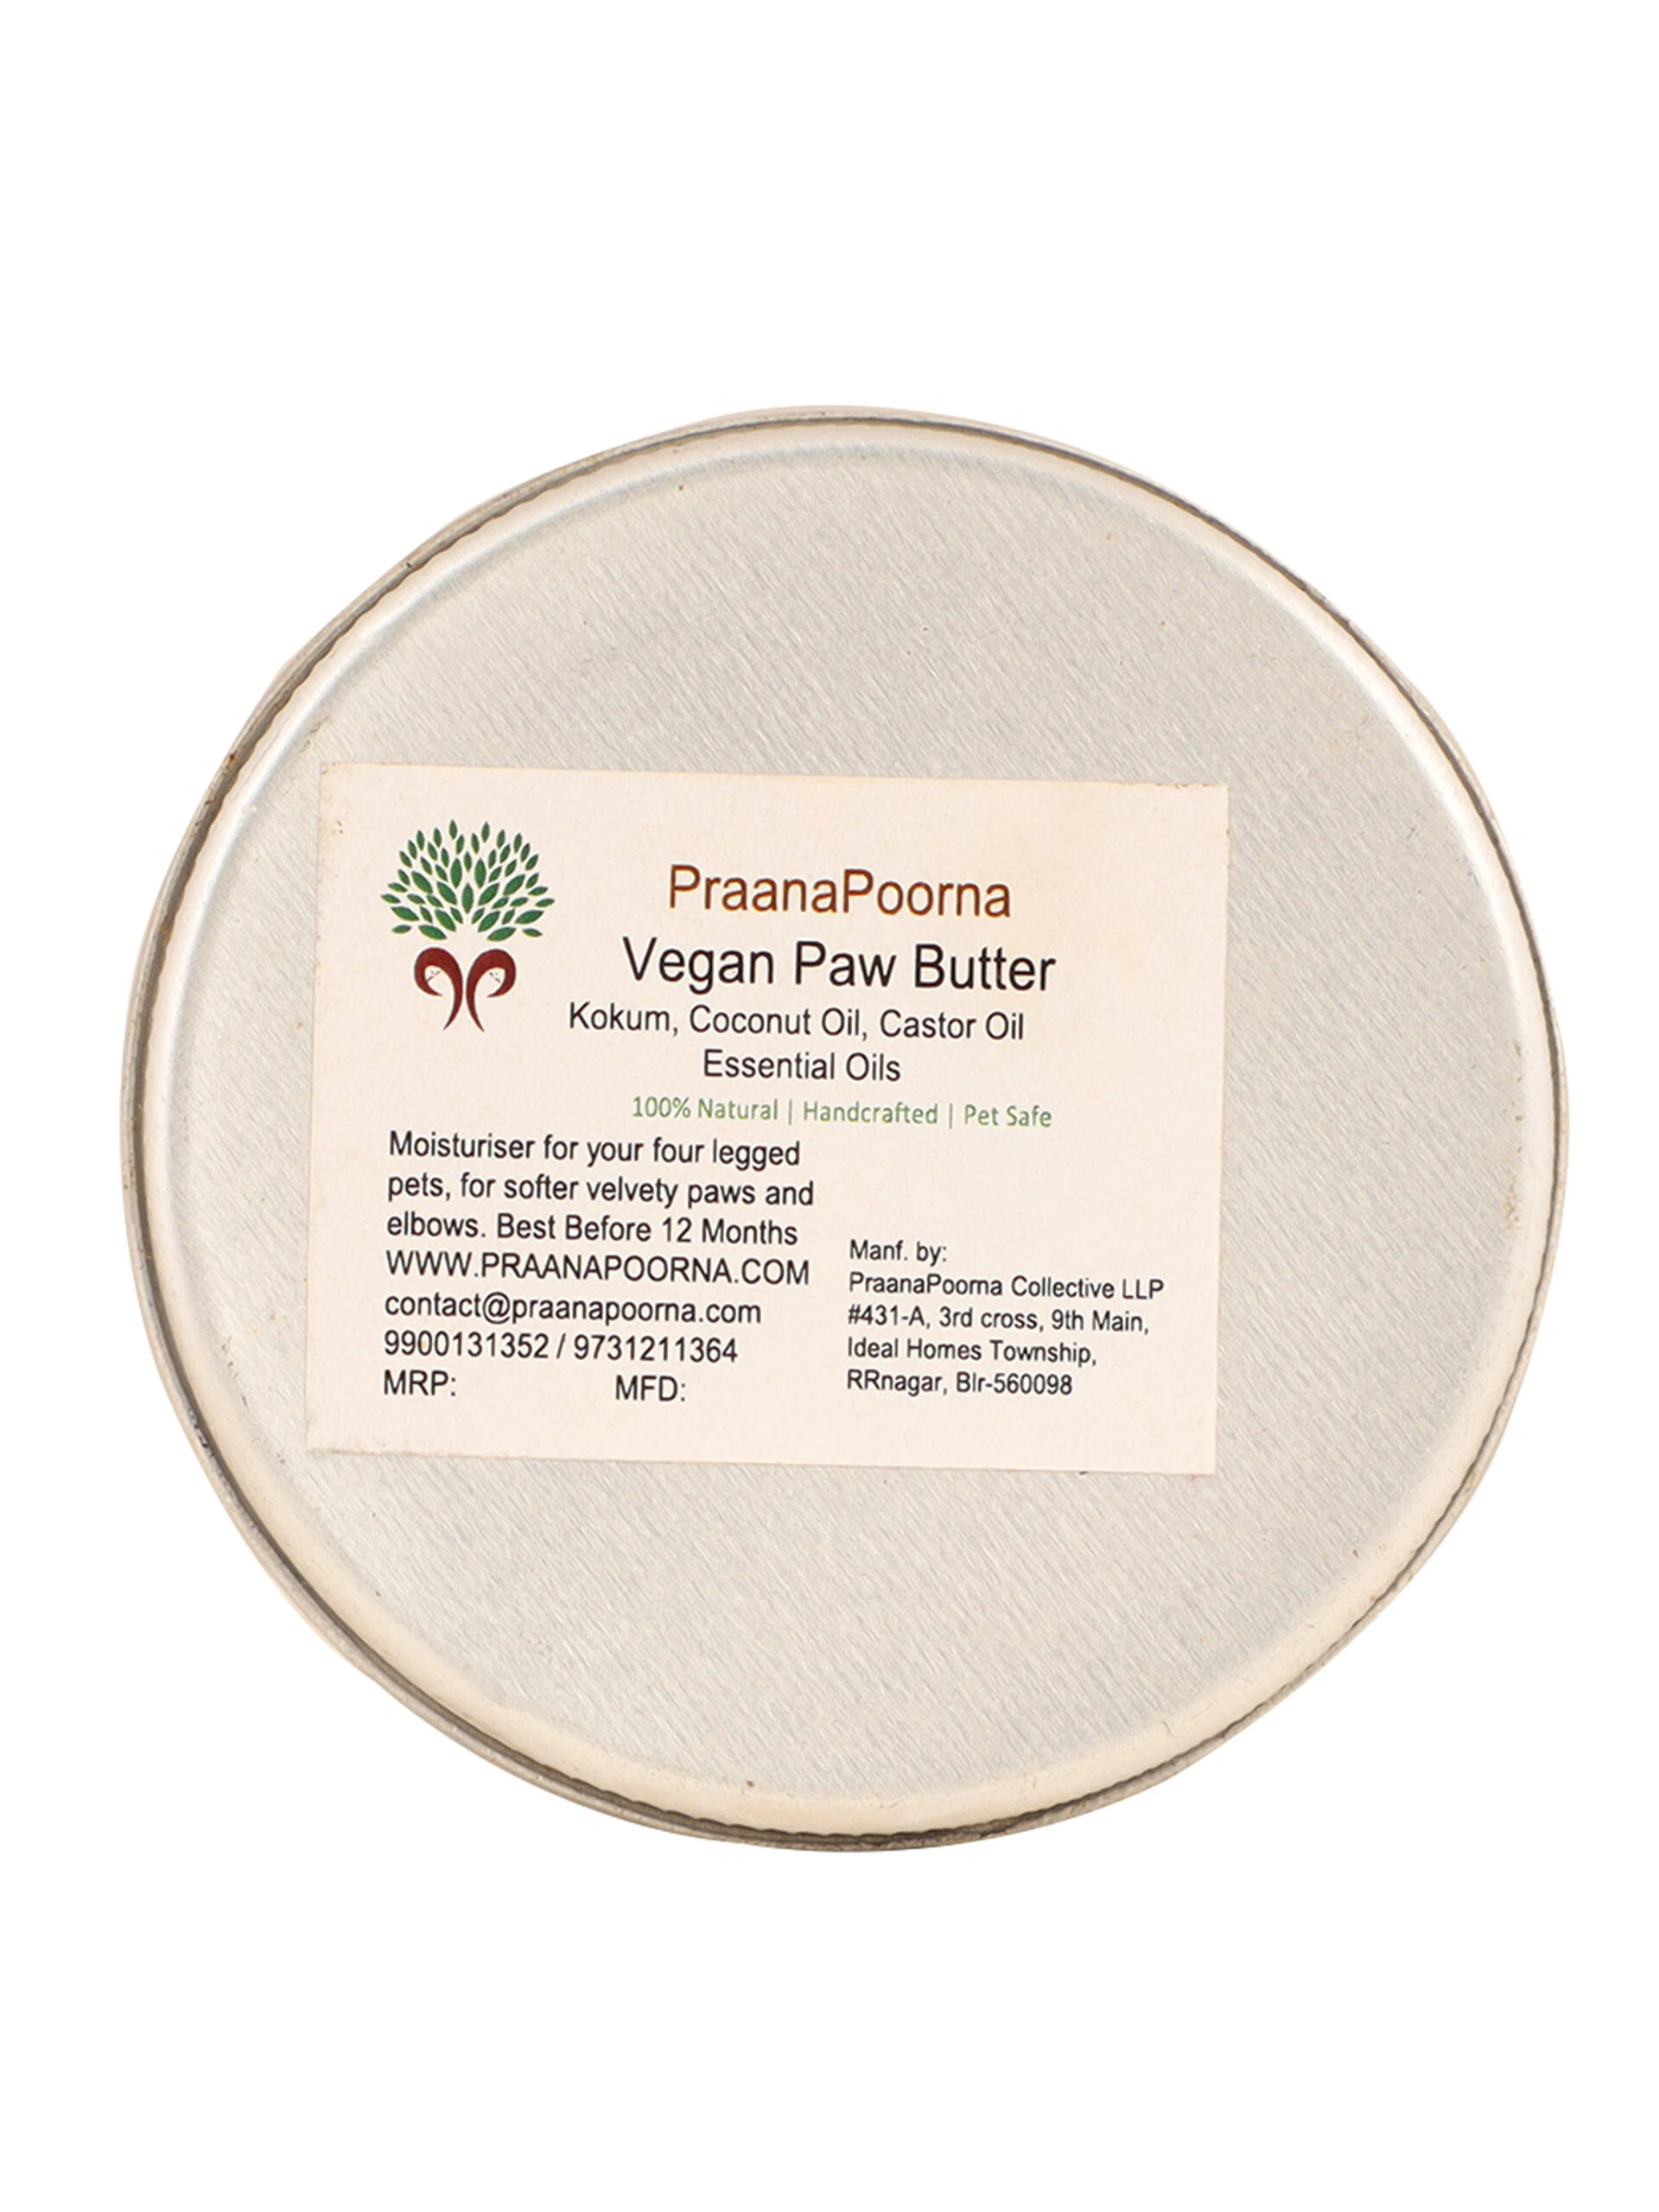 PraanaPoorna
Vegan Paw Butter
Kokum, Coconut Oil, Castor Oil
Essential Oils
100% Natural | Handcrafted | Pet Safe
Moisturiser for your four legged
pets, for softer velvety paws and
elbows. Best Before 12 Months
WWW.PRAANAPOORNA.COM
contact@praanapoorna.com
9900131352 / 9731211364
MRP: MFD:
Manf. by:
PraanaPoorna Collective LLP
#431-A, 3rd cross, 9th Main,
Ideal Homes Township,
RRnagar, Blr-560098